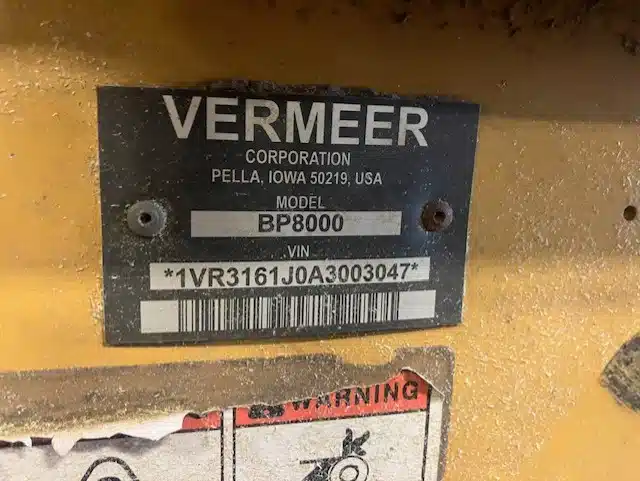 VERMEER
CORPORATION
PELLA, IOWA 50219, USA
MODEL
BP8000
VIN
*1VR3161J0A3003047*
WARNING